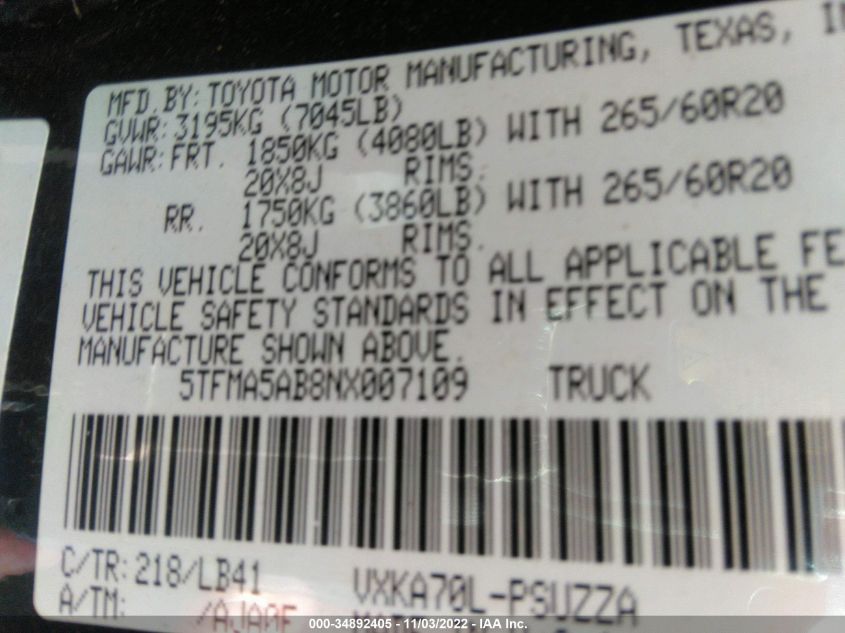 MFD. BY: TOYOTA MOTOR MANUFACTURING, TEXAS,
GVWR: 3195KG (7045LB)
GAWR: FRT. 1850KG (4080LB) WITH 265/60R20
20X8J RIMS.
RR. 1750KG (3860LB) WITH 265/60R20
20X8J RIMS.
THIS VEHICLE CONFORMS TO ALL APPLICABLE FE
VEHICLE SAFETY STANDARDS IN EFFECT ON THE
MANUFACTURE SHOWN ABOVE.
5TFMA5AB8NX007109 TRUCK
C/TR: 218/LB41 VXKA70L-PSUZZA
A/TM:
000-34892405 - 11/03/2022 - IAA Inc.